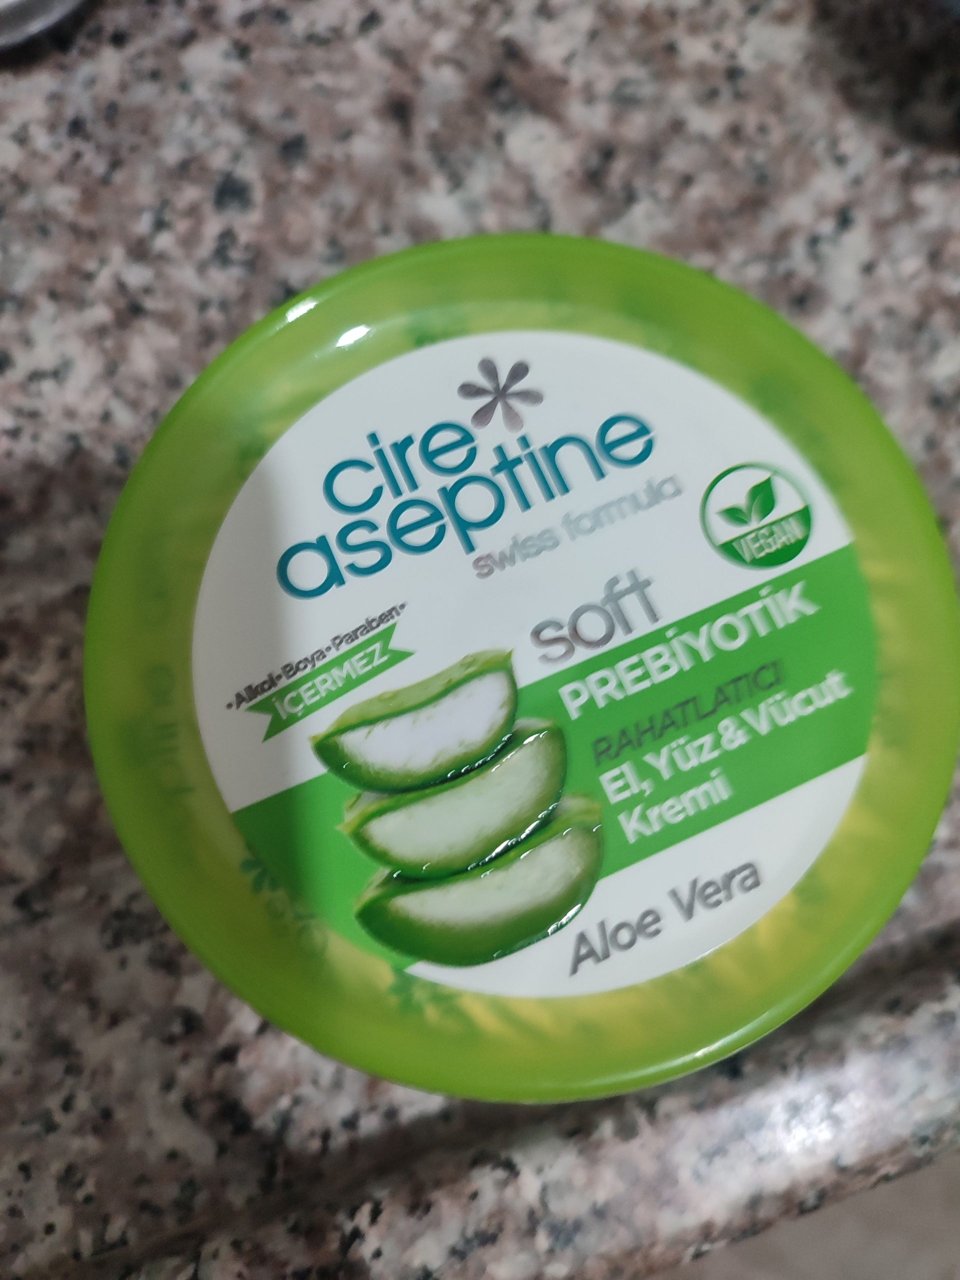 cire
aseptine
swiss formula
VEGAN
soft
•Alkol•Boya•Paraben•
İÇERMEZ
PREBİYOTİK
RAHATLATICI
El, Yüz & Vücut
Kremi
Aloe Vera